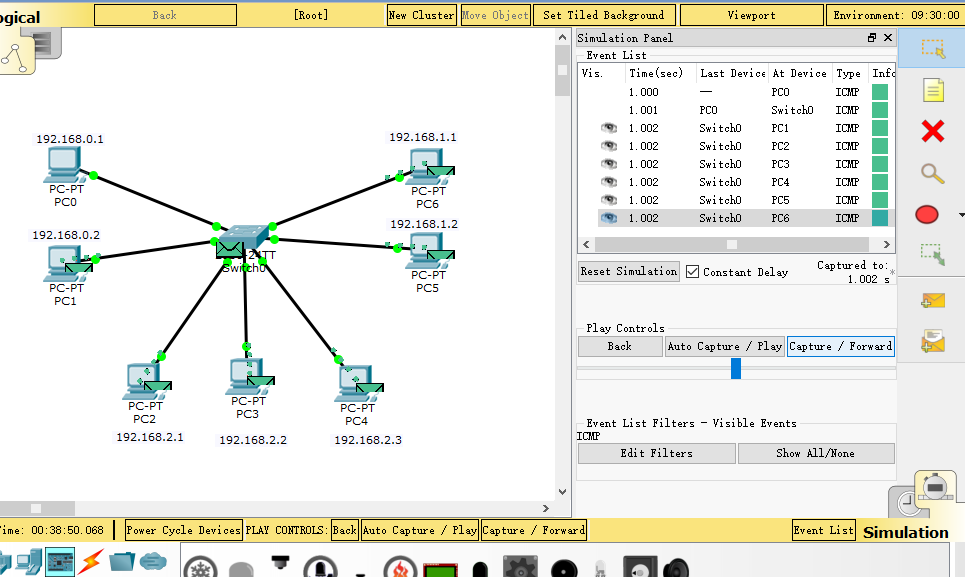 ogical
Back
[Root]
New Cluster
Move Object
Set Tiled Background
Viewport
Environment: 09:30:00
192.168.0.1
PC-PT
PC0
192.168.0.2
PC-PT
PC1
PC-PT
PC2
192.168.2.1
PC-PT
PC3
192.168.2.2
PC-PT
PC4
192.168.2.3
192.168.1.1
PC-PT
PC6
192.168.1.2
PC-PT
PC5
24TT
Switch0
Simulation Panel
Event List
Vis. Time(sec) Last Device At Device Type Info
1.000 — PC0 ICMP
1.001 PC0 Switch0 ICMP
1.002 Switch0 PC1 ICMP
1.002 Switch0 PC2 ICMP
1.002 Switch0 PC3 ICMP
1.002 Switch0 PC4 ICMP
1.002 Switch0 PC5 ICMP
1.002 Switch0 PC6 ICMP
Reset Simulation
Constant Delay
Captured to: *
1.002 s
Play Controls
Back
Auto Capture / Play
Capture / Forward
Event List Filters - Visible Events
ICMP
Edit Filters
Show All/None
Time: 00:38:50.068
Power Cycle Devices
PLAY CONTROLS:
Back
Auto Capture / Play
Capture / Forward
Event List
Simulation